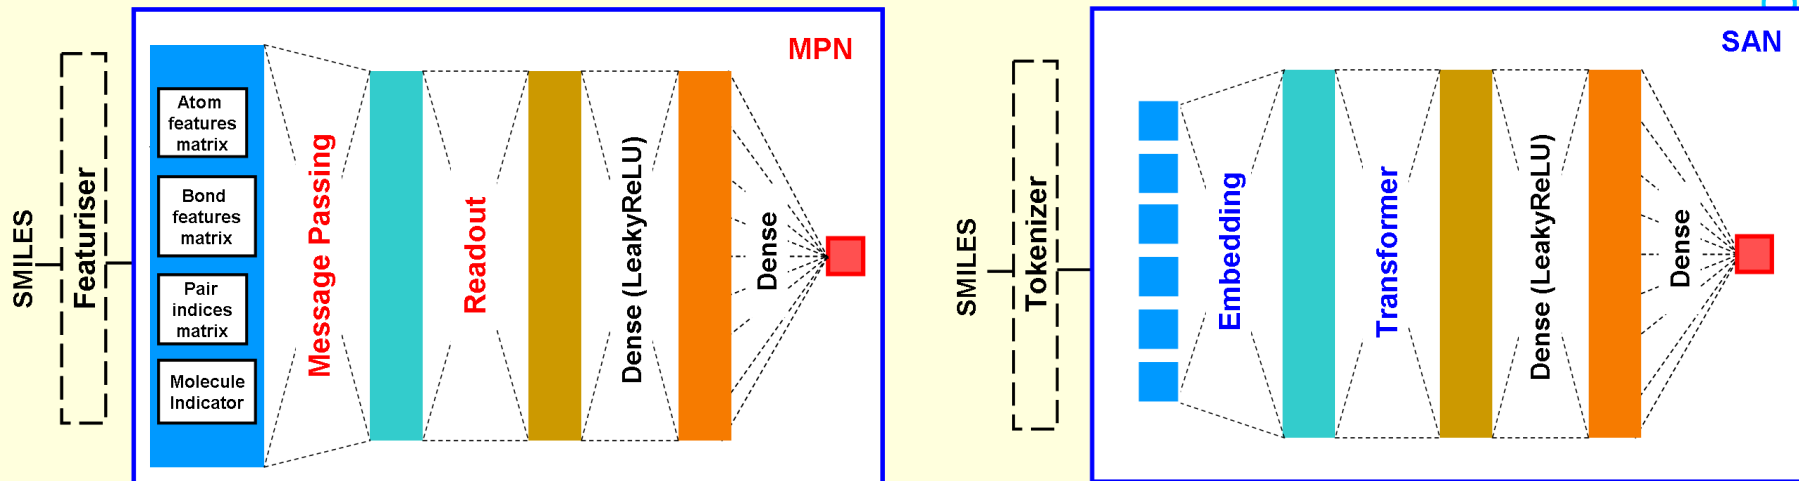 SMILES
Featuriser
MPN
Atom
features
matrix
Bond
features
matrix
Pair
indices
matrix
Molecule
Indicator
Message Passing
Readout
Dense (LeakyReLU)
Dense
SMILES
Tokenizer
SAN
Embedding
Transformer
Dense (LeakyReLU)
Dense